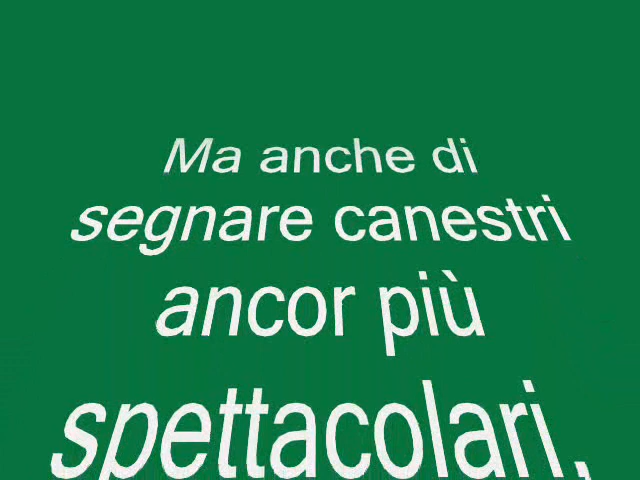 Ma anche di
segnare canestri
ancor più
spettacolari,